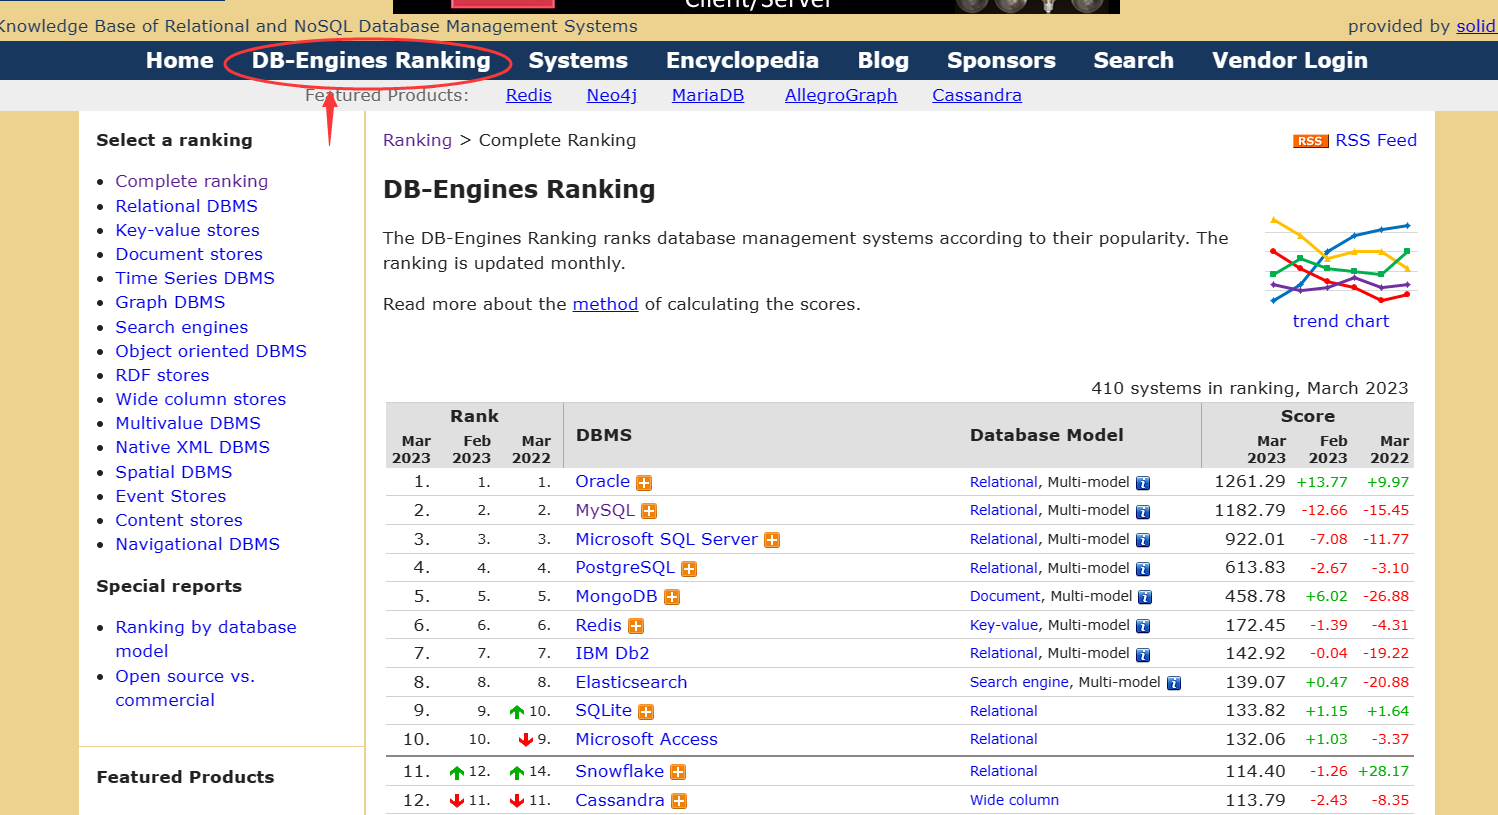 Client/Server
Knowledge Base of Relational and NoSQL Database Management Systems
provided by solid
Home DB-Engines Ranking Systems Encyclopedia Blog Sponsors Search Vendor Login
Featured Products: Redis Neo4j MariaDB AllegroGraph Cassandra
Select a ranking
Complete ranking
Relational DBMS
Key-value stores
Document stores
Time Series DBMS
Graph DBMS
Search engines
Object oriented DBMS
RDF stores
Wide column stores
Multivalue DBMS
Native XML DBMS
Spatial DBMS
Event Stores
Content stores
Navigational DBMS
Special reports
Ranking by database
model
Open source vs.
commercial
Featured Products
Ranking > Complete Ranking
RSS RSS Feed
DB-Engines Ranking
The DB-Engines Ranking ranks database management systems according to their popularity. The
ranking is updated monthly.
Read more about the method of calculating the scores.
trend chart
410 systems in ranking, March 2023
Rank DBMS Database Model Score
Mar Feb Mar Mar Feb Mar
2023 2023 2022 2023 2023 2022
1. 1. 1. Oracle Relational, Multi-model i 1261.29 +13.77 +9.97
2. 2. 2. MySQL Relational, Multi-model i 1182.79 -12.66 -15.45
3. 3. 3. Microsoft SQL Server Relational, Multi-model i 922.01 -7.08 -11.77
4. 4. 4. PostgreSQL Relational, Multi-model i 613.83 -2.67 -3.10
5. 5. 5. MongoDB Document, Multi-model i 458.78 +6.02 -26.88
6. 6. 6. Redis Key-value, Multi-model i 172.45 -1.39 -4.31
7. 7. 7. IBM Db2 Relational, Multi-model i 142.92 -0.04 -19.22
8. 8. 8. Elasticsearch Search engine, Multi-model i 139.07 +0.47 -20.88
9. 9. 10. SQLite Relational 133.82 +1.15 +1.64
10. 10. 9. Microsoft Access Relational 132.06 +1.03 -3.37
11. 12. 14. Snowflake Relational 114.40 -1.26 +28.17
12. 11. 11. Cassandra Wide column 113.79 -2.43 -8.35